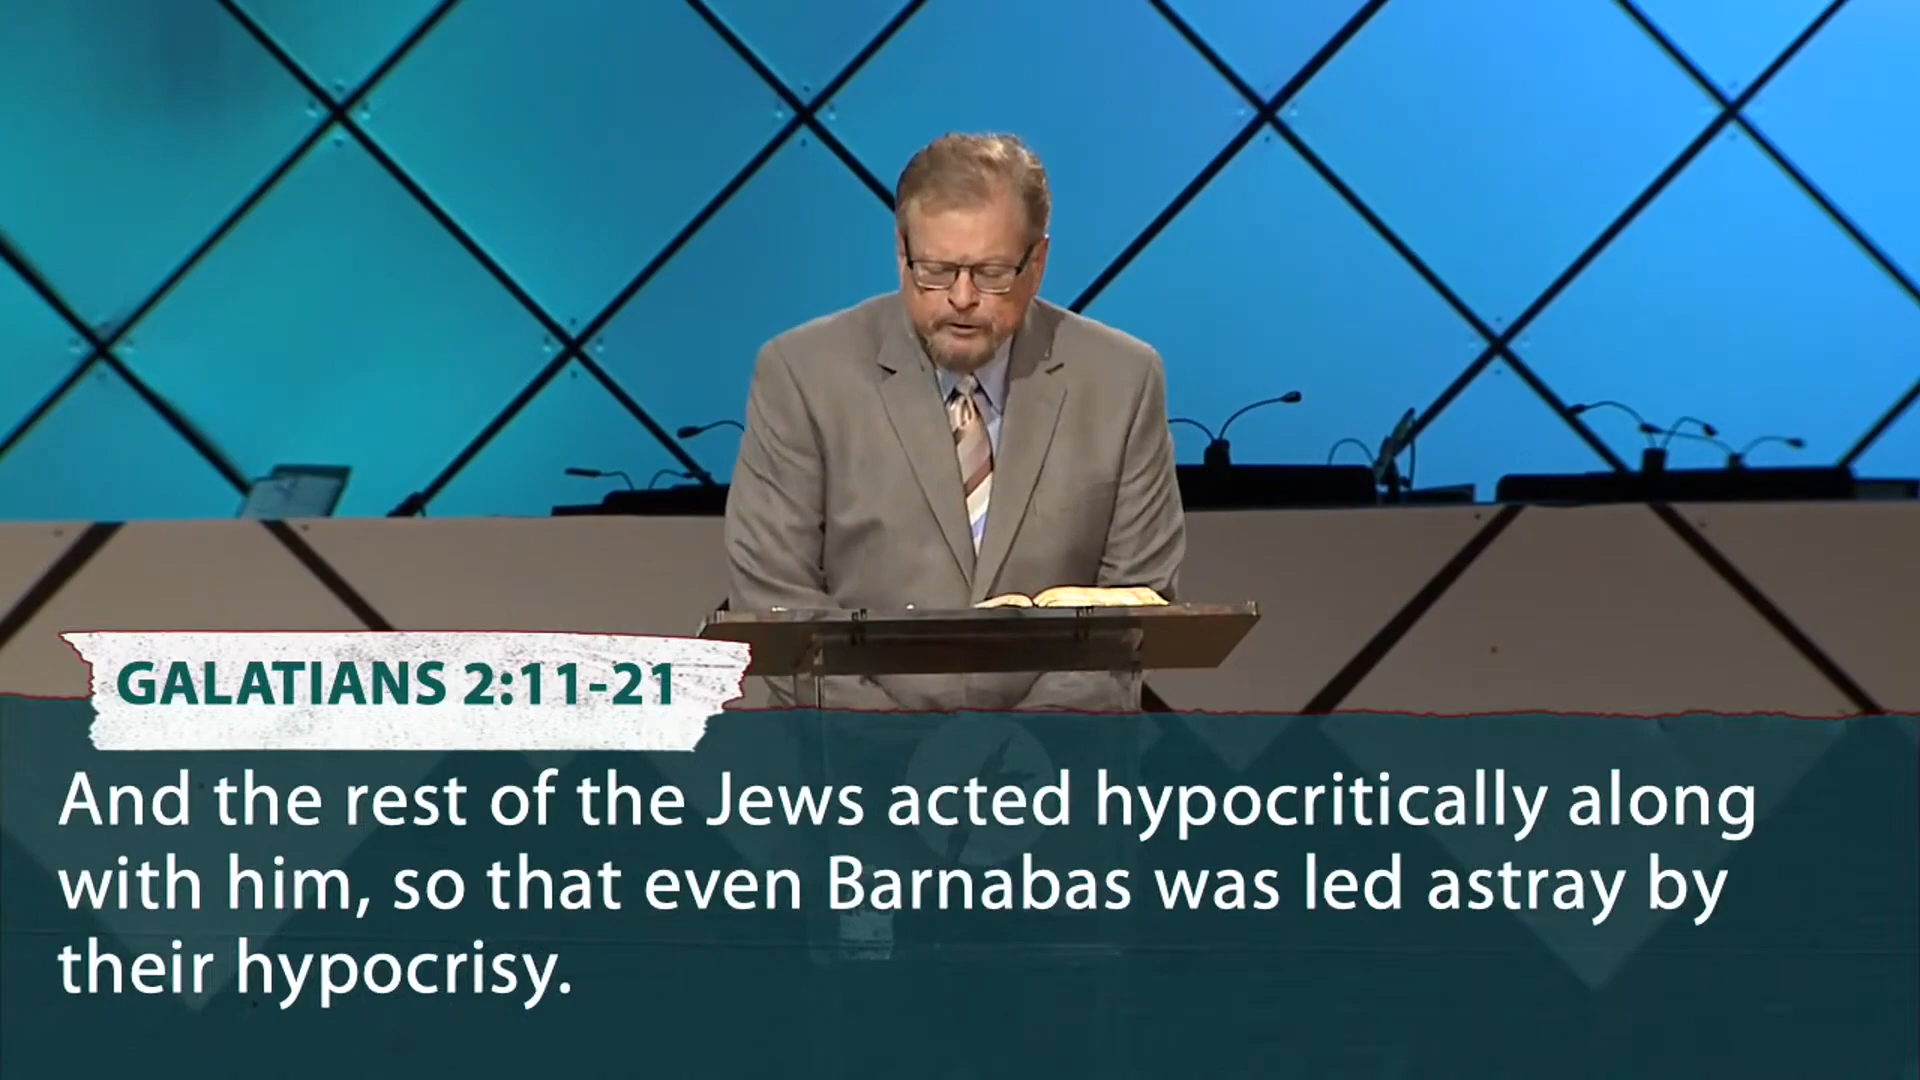 GALATIANS 2:11-21
And the rest of the Jews acted hypocritically along
with him, so that even Barnabas was led astray by
their hypocrisy.